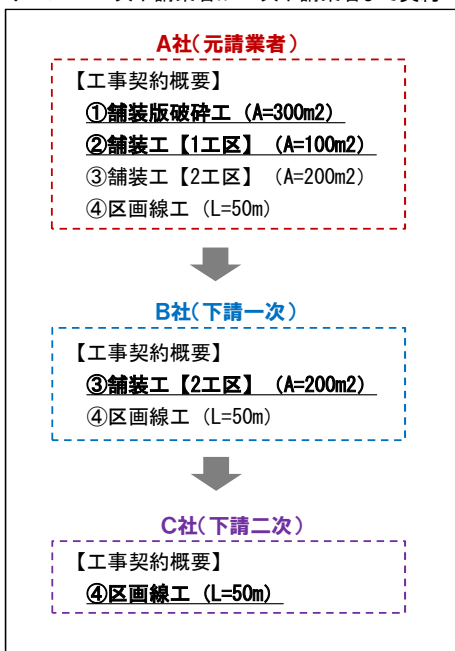 A社(元請業者)
【工事契約概要】
①舗装版破砕工（A=300m2）
②舗装工【1工区】（A=100m2）
③舗装工【2工区】（A=200m2）
④区画線工（L=50m）
B社(下請一次)
【工事契約概要】
③舗装工【2工区】（A=200m2）
④区画線工（L=50m）
C社(下請二次)
【工事契約概要】
④区画線工（L=50m）